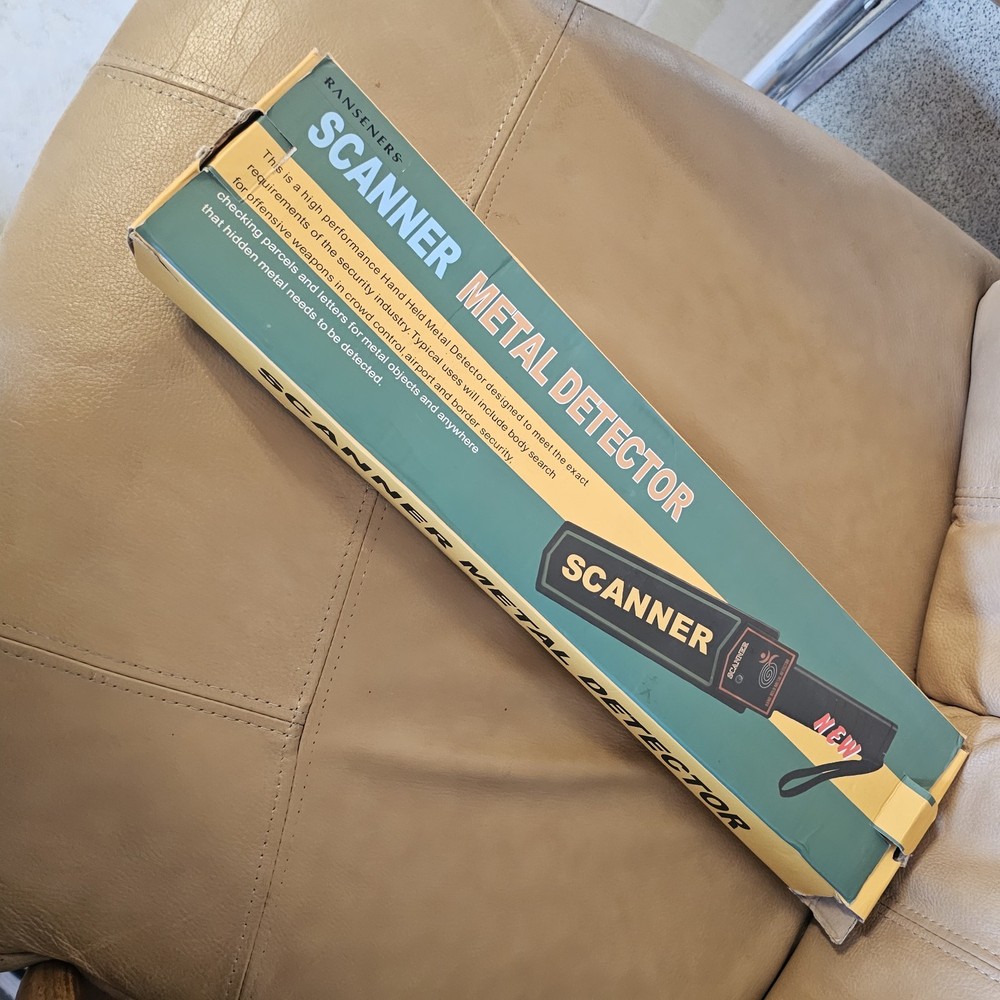 RANSENERS
SCANNER METAL DETECTOR
This is a high performance Hand Held Metal Detector designed to meet the exact
requirements of the security industry. Typical uses will include body search
for offensive weapons in crowd control, airport and border security.
checking parcels and letters for metal objects and anywhere
that hidden metal needs to be detected.
SCANNER
SCANNER
NEW
SCANNER METAL DETECTOR